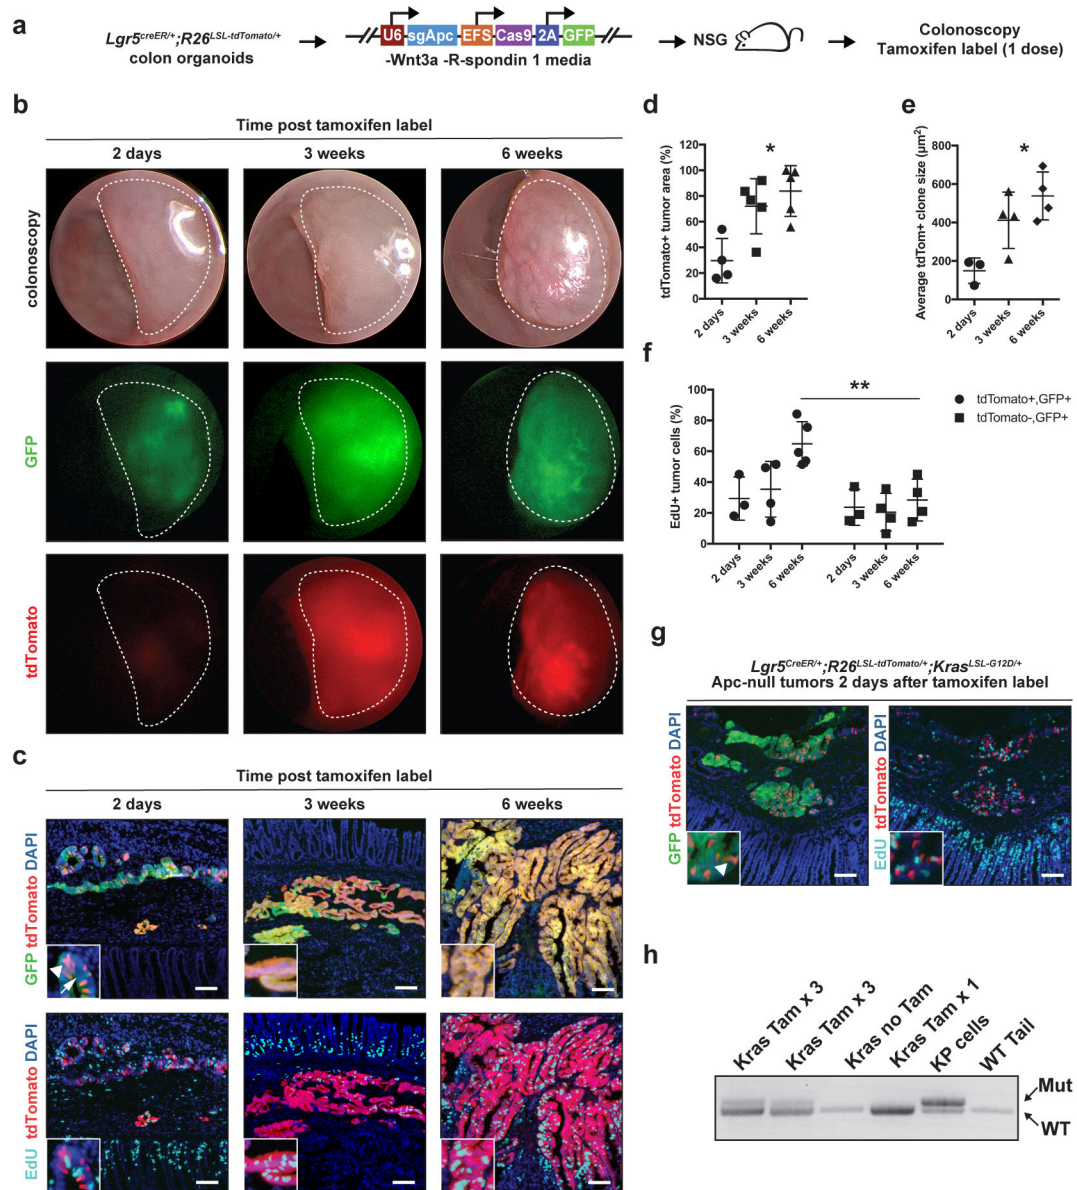 a
Lgr5creER/+;R26LSL-tdTomato/+
colon organoids
U6 sgApc EFS Cas9 2A GFP
-Wnt3a -R-spondin 1 media
NSG
Colonoscopy
Tamoxifen label (1 dose)
b
Time post tamoxifen label
2 days 3 weeks 6 weeks
colonoscopy
GFP
tdTomato
c
Time post tamoxifen label
2 days 3 weeks 6 weeks
GFP tdTomato DAPI
EdU tdTomato DAPI
d
tdTomato+ tumor area (%)
120
100
80
60
40
20
0
*
2 days 3 weeks 6 weeks
e
Average tdTom+ clone size (µm2)
800
600
400
200
0
*
2 days 3 weeks 6 weeks
f
EdU+ tumor cells (%)
100
80
60
40
20
0
**
2 days 3 weeks 6 weeks 2 days 3 weeks 6 weeks
tdTomato+,GFP+
tdTomato-,GFP+
g
Lgr5CreER/+;R26LSL-tdTomato/+;KrasLSL-G12D/+
Apc-null tumors 2 days after tamoxifen label
GFP tdTomato DAPI
EdU tdTomato DAPI
h
Kras Tam x 3
Kras Tam x 3
Kras no Tam
Kras Tam x 1
KP cells
WT Tail
Mut
WT